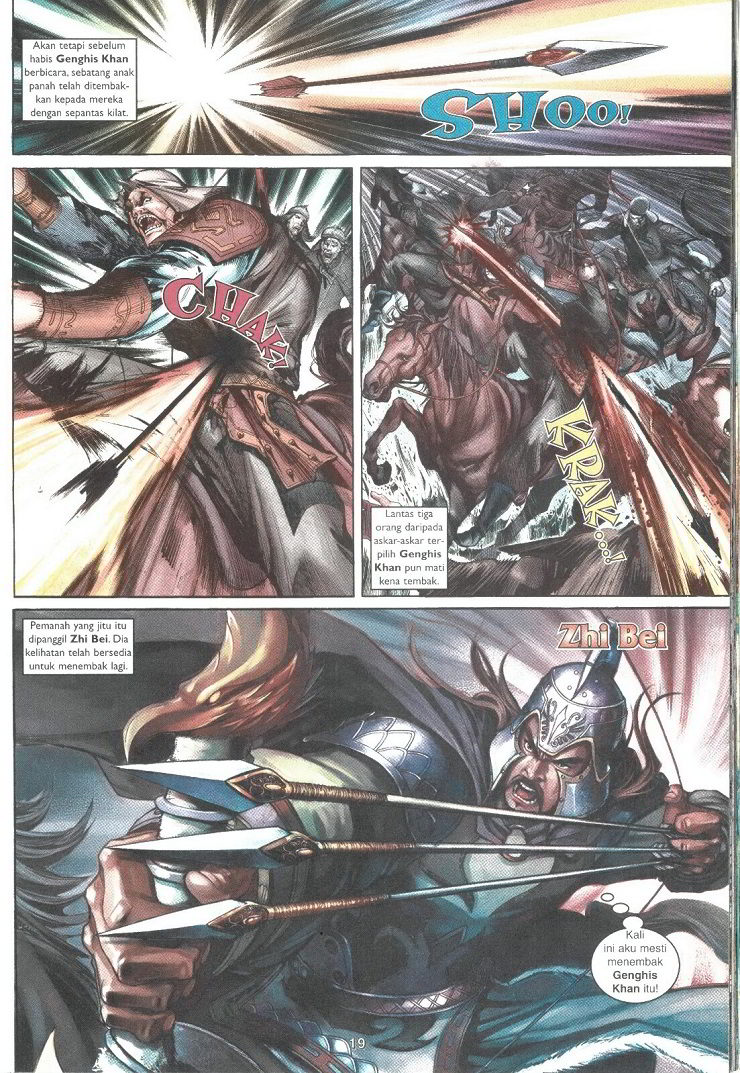 Akan tetapi sebelum
habis Genghis Khan
berbicara, sebatang anak
panah telah ditembak-
kan kepada mereka
dengan sepantas kilat.
SHOO!
CHAK!
KRAK...!
Lantas tiga
orang daripada
askar-askar ter-
pilih Genghis
Khan pun mati
kena tembak.
Pemanah yang jitu itu
dipanggil Zhi Bei. Dia
kelihatan telah bersedia
untuk menembak lagi.
Zhi Bei
Kali
ini aku mesti
menembak
Genghis
Khan itu!
19